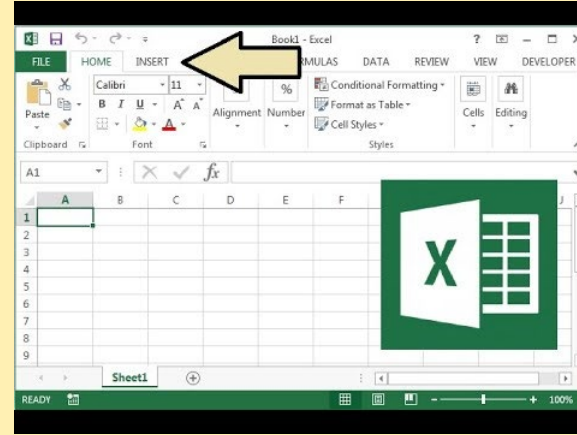 Book1 - Excel
FILE HOME INSERT RMULAS DATA REVIEW VIEW DEVELOPER
Calibri 11 % Conditional Formatting
Paste B I U A A Alignment Number Format as Table Cells Editing
A Cell Styles
Clipboard Font Styles
A1 fx
A B C D E F J
1
2
3
4
5
6
7
8
9
X
Sheet1
READY 100%